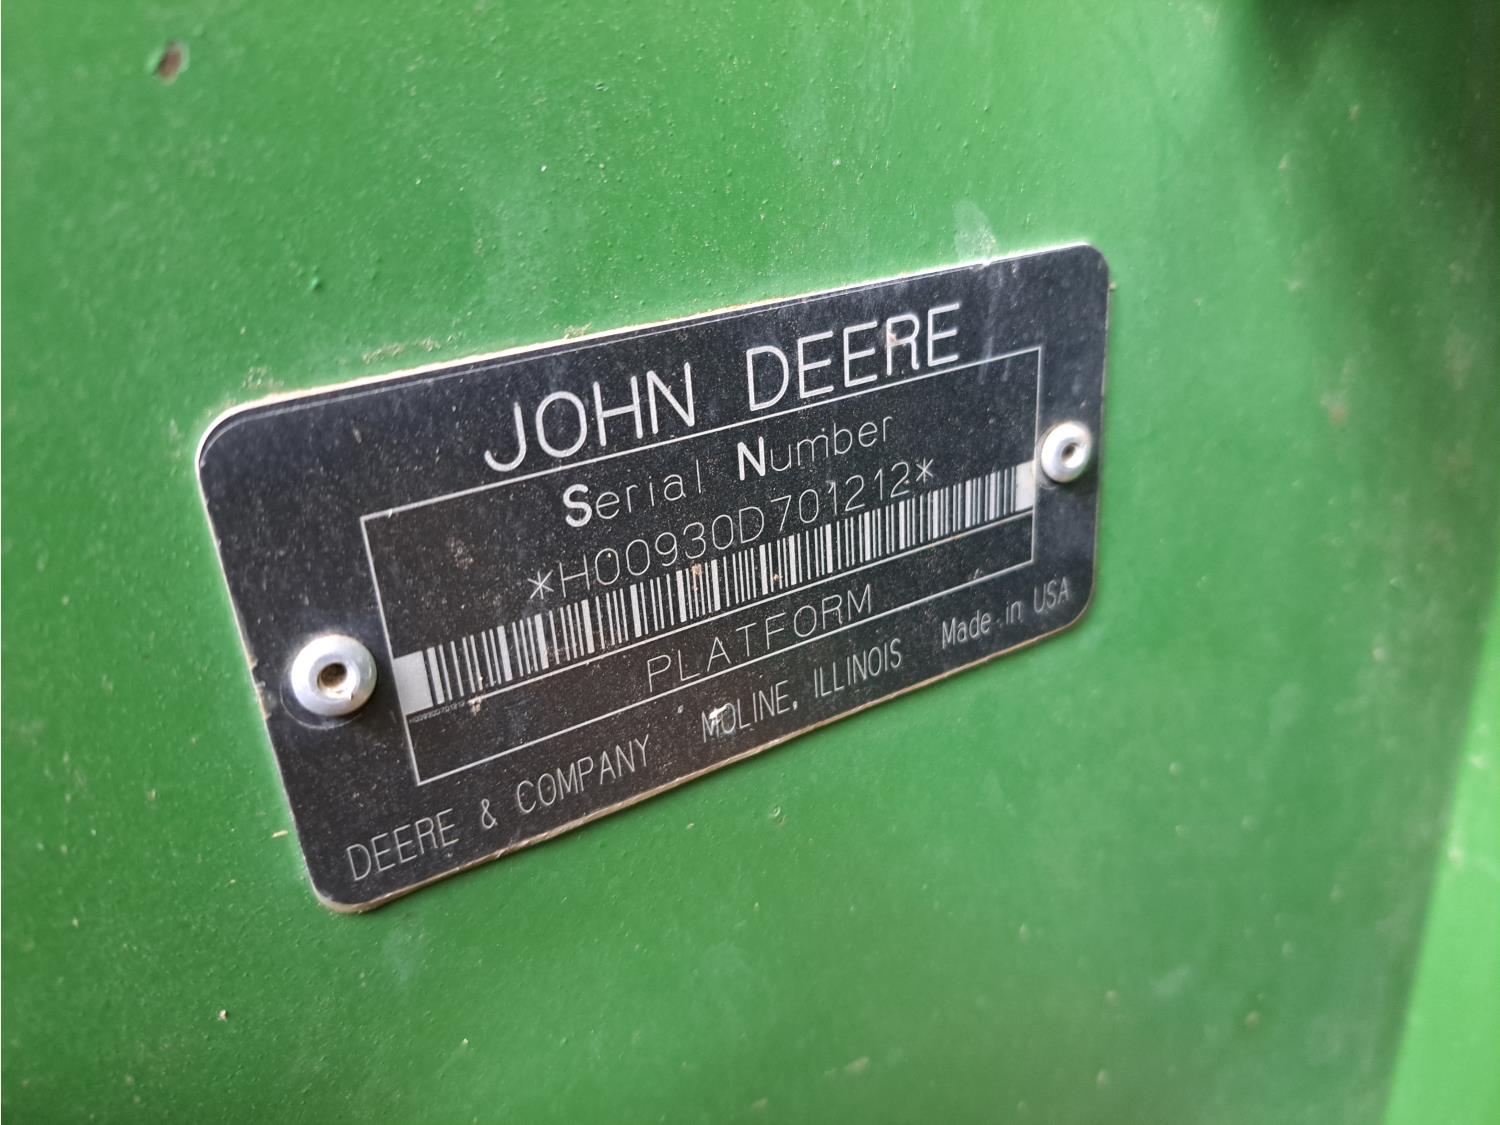 JOHN DEERE
Serial Number
*H00930D701212*
PLATFORM
DEERE & COMPANY MOLINE, ILLINOIS Made in USA